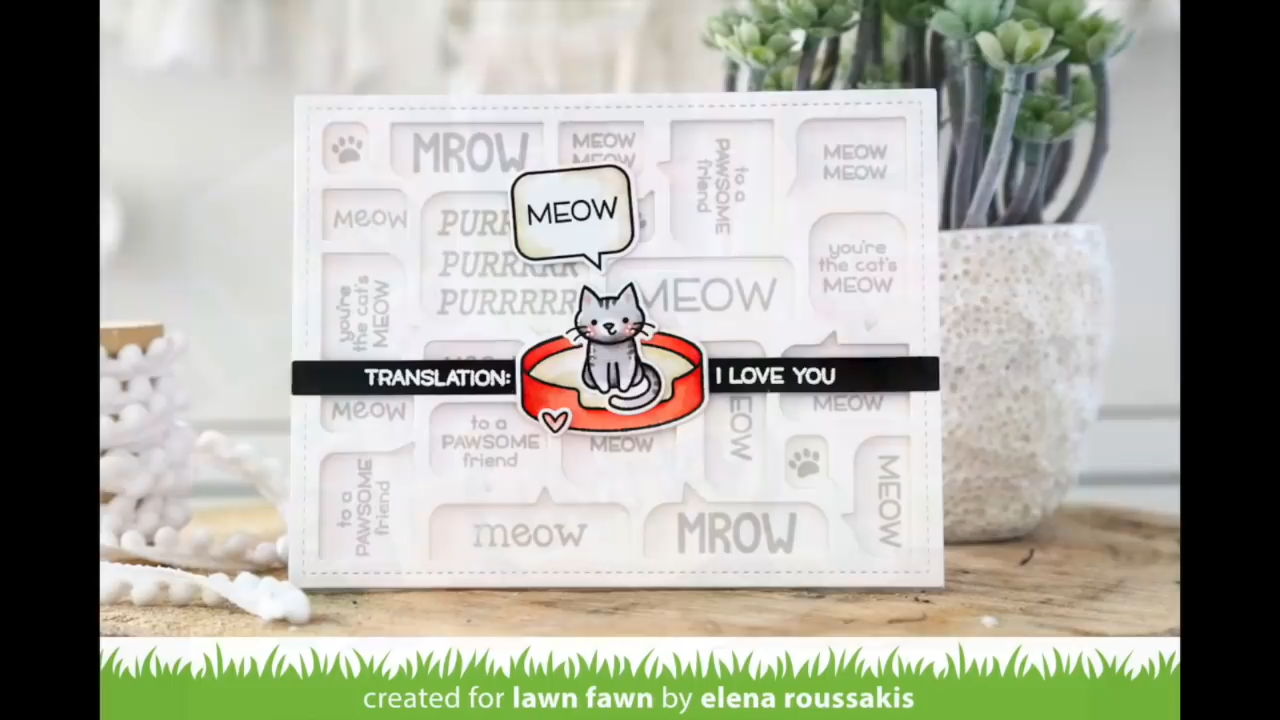 MROW
MEOW
MEOW
to a
PAWSOME
friend
MEOW
MEOW
meow
PURR
PURRRRR
PURRRRRR
MEOW
MEOW
you're
the cat's
MEOW
you're
the cat's
MEOW
TRANSLATION:
I LOVE YOU
meow
to a
PAWSOME
friend
MEOW
MEOW
MEOW
to a
PAWSOME
friend
meow
MROW
MEOW
created for lawn fawn by elena roussakis